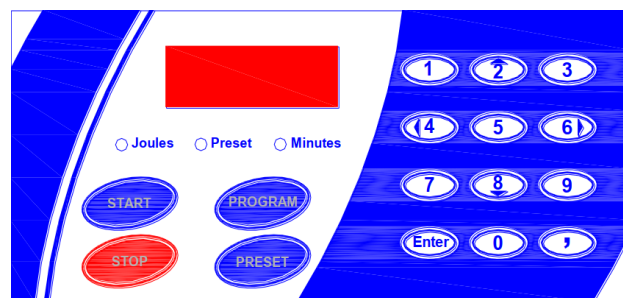 1 2 3
4 5 6
Joules Preset Minutes
7 8 9
START PROGRAM
Enter 0 ,
STOP PRESET